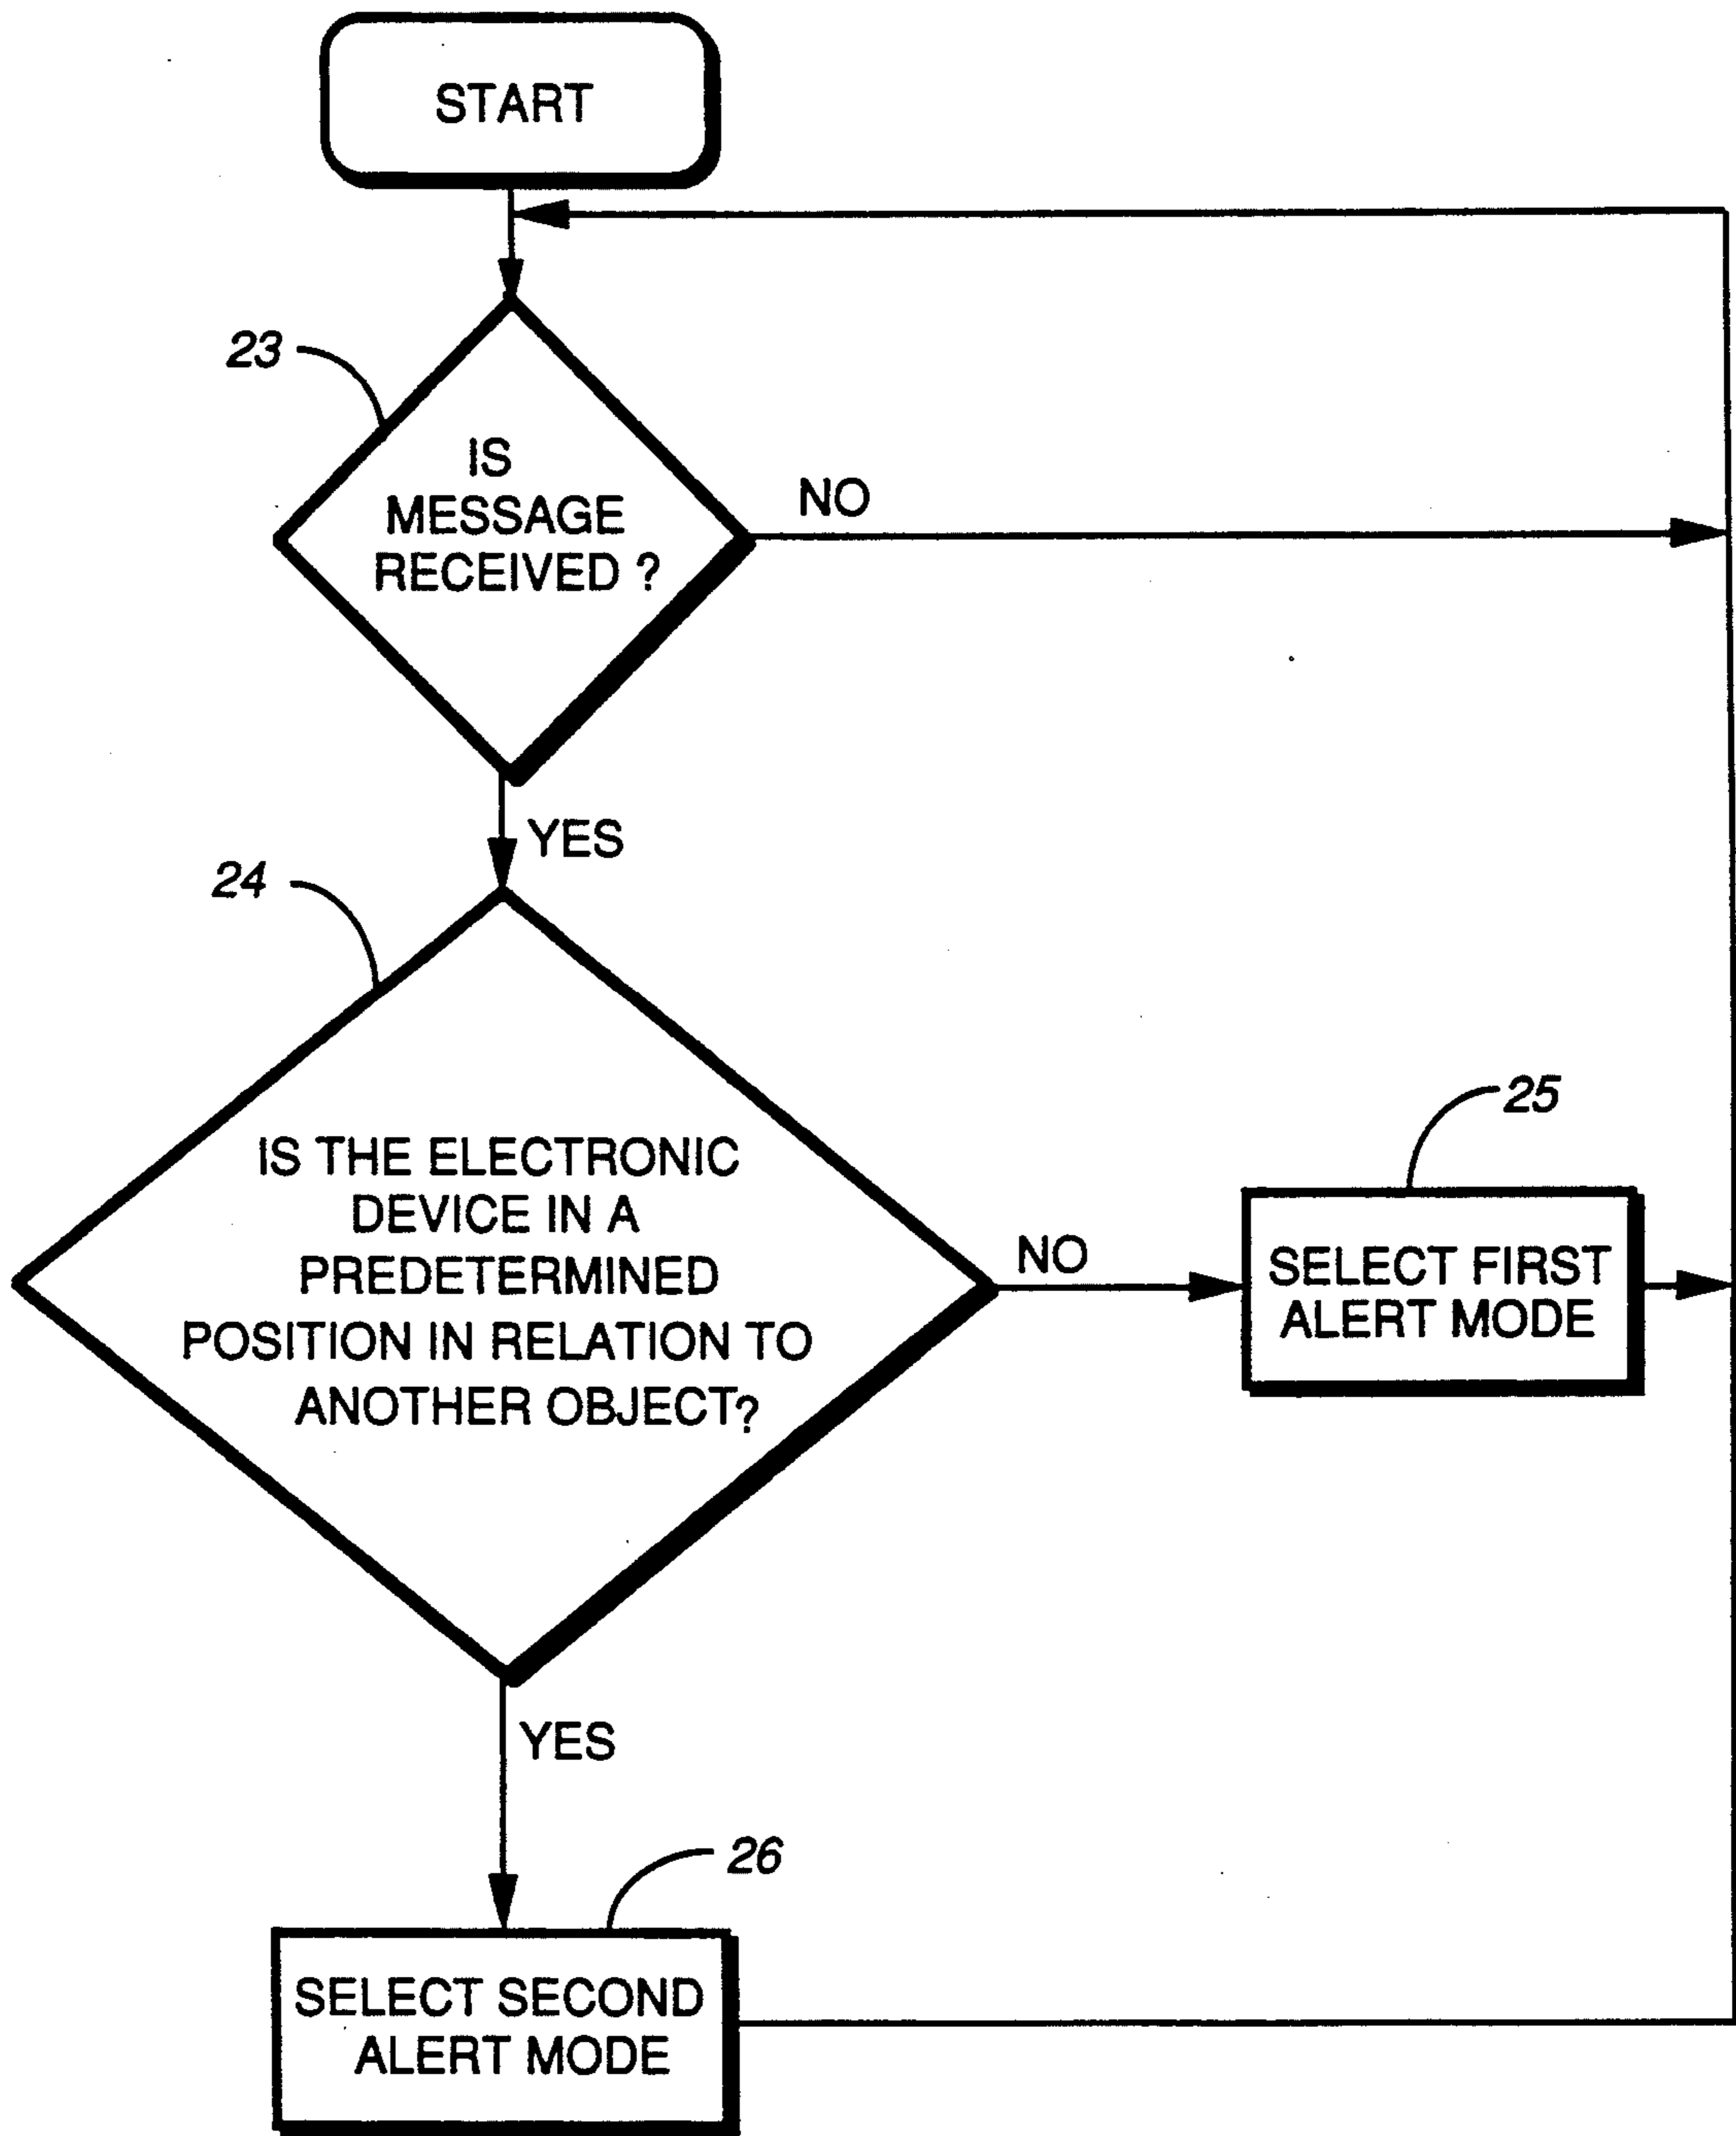 START
23
IS
MESSAGE
RECEIVED ?
NO
YES
24
IS THE ELECTRONIC
DEVICE IN A
PREDETERMINED
POSITION IN RELATION TO
ANOTHER OBJECT?
NO
25
SELECT FIRST
ALERT MODE
YES
26
SELECT SECOND
ALERT MODE